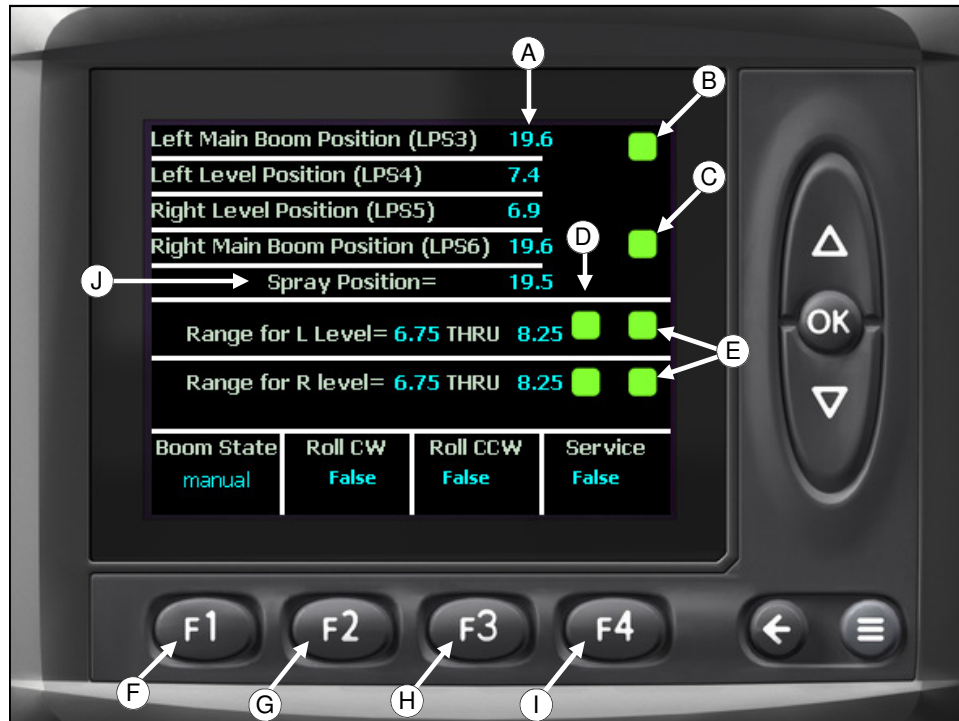 A
B
Left Main Boom Position (LPS3) 19.6
Left Level Position (LPS4) 7.4
C
Right Level Position (LPS5) 6.9
D
Right Main Boom Position (LPS6) 19.6
J
Spray Position= 19.5
Range for L Level= 6.75 THRU 8.25
E
Range for R level= 6.75 THRU 8.25
Boom State Roll CW Roll CCW Service
manual False False False
OK
F1 F2 F3 F4
F G H I